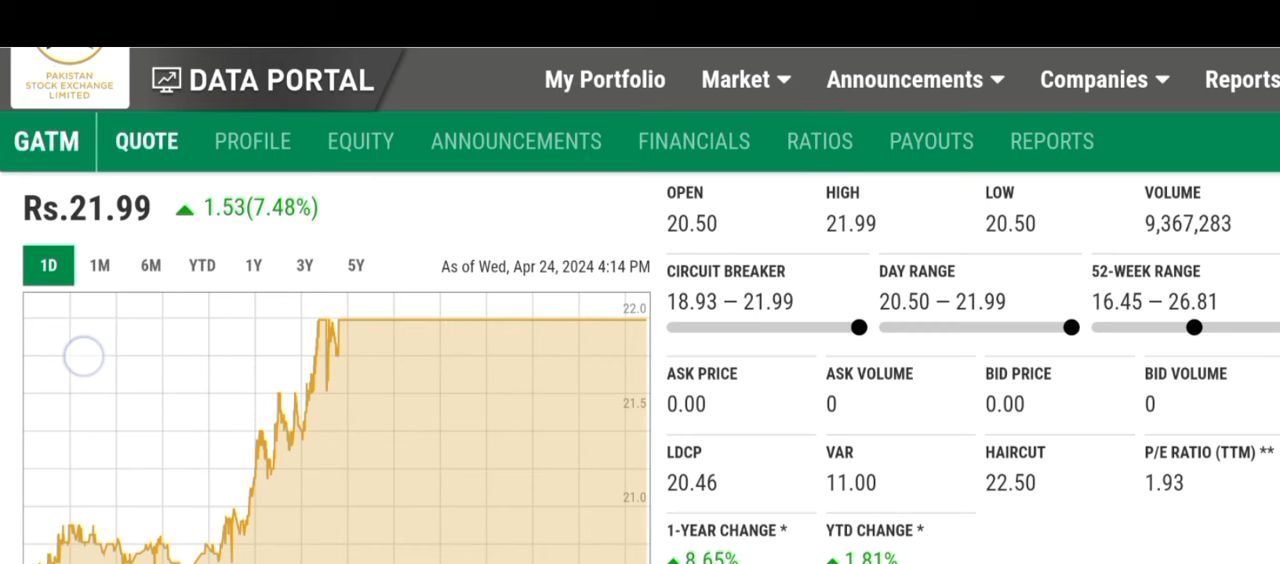 PAKISTAN
STOCK EXCHANGE
LIMITED
DATA PORTAL
My Portfolio Market Announcements Companies Reports
GATM QUOTE PROFILE EQUITY ANNOUNCEMENTS FINANCIALS RATIOS PAYOUTS REPORTS
Rs.21.99 1.53(7.48%)
1D 1M 6M YTD 1Y 3Y 5Y As of Wed, Apr 24, 2024 4:14 PM
22.0
21.5
21.0
OPEN HIGH LOW VOLUME
20.50 21.99 20.50 9,367,283
CIRCUIT BREAKER DAY RANGE 52-WEEK RANGE
18.93 — 21.99 20.50 — 21.99 16.45 — 26.81
ASK PRICE ASK VOLUME BID PRICE BID VOLUME
0.00 0 0.00 0
LDCP VAR HAIRCUT P/E RATIO (TTM) **
20.46 11.00 22.50 1.93
1-YEAR CHANGE * YTD CHANGE *
8.65% 1.81%